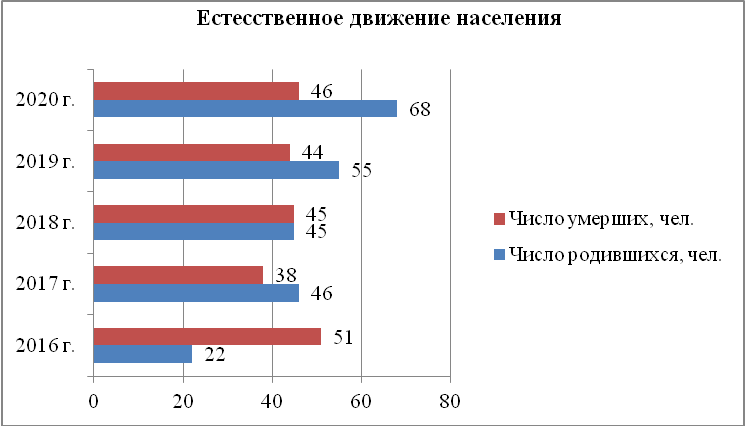 Естесственное движение населения
2020 г.
46
68
2019 г.
44
55
2018 г.
45
45
2017 г.
38
46
2016 г.
51
22
0 20 40 60 80
Число умерших, чел.
Число родившихся, чел.